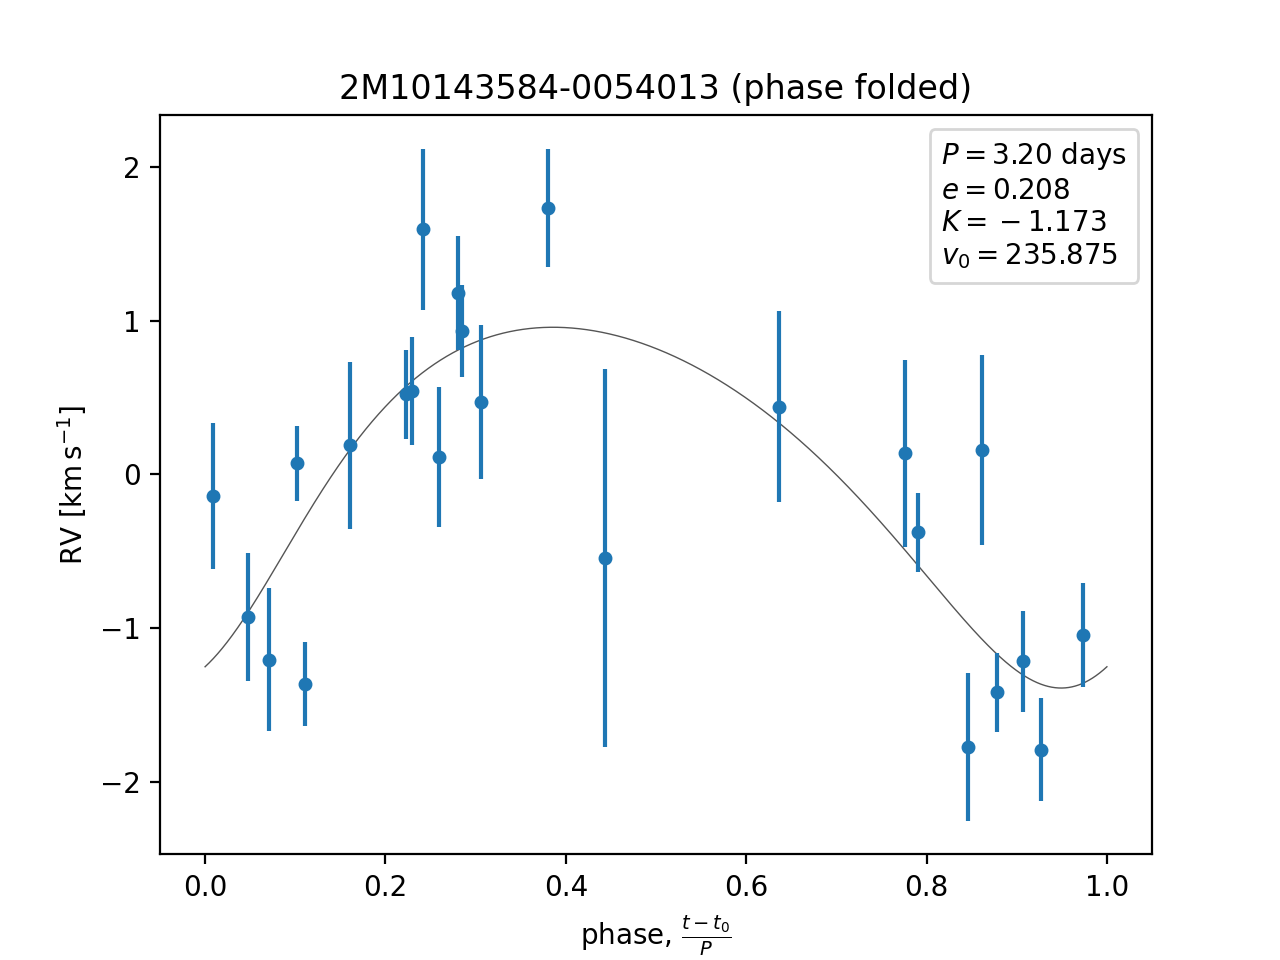 2M10143584-0054013 (phase folded)
P = 3.20 days
e = 0.208
K = −1.173
v₀ = 235.875
2
1
0
−1
−2
RV [km s⁻¹]
0.0 0.2 0.4 0.6 0.8 1.0
phase, (t − t₀)/P